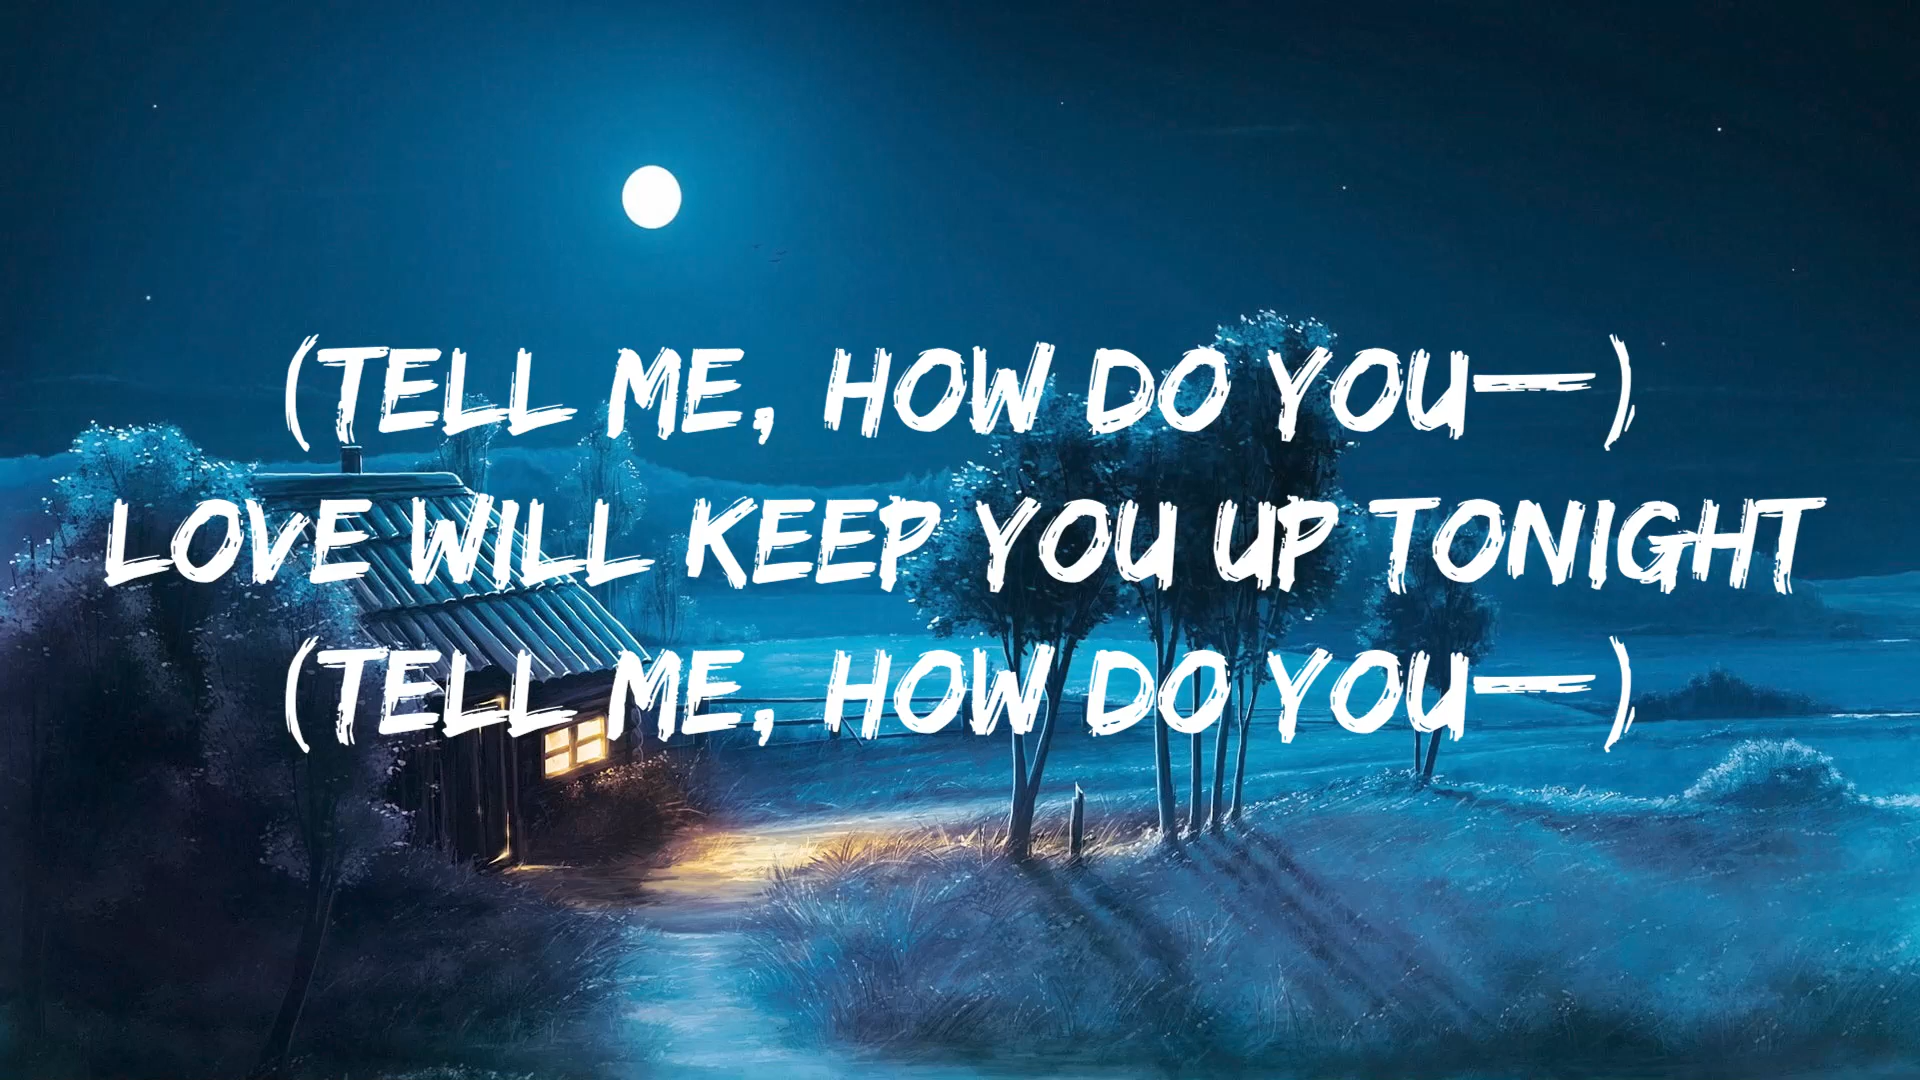 (TELL ME, HOW DO YOU—)
LOVE WILL KEEP YOU UP TONIGHT
(TELL ME, HOW DO YOU—)